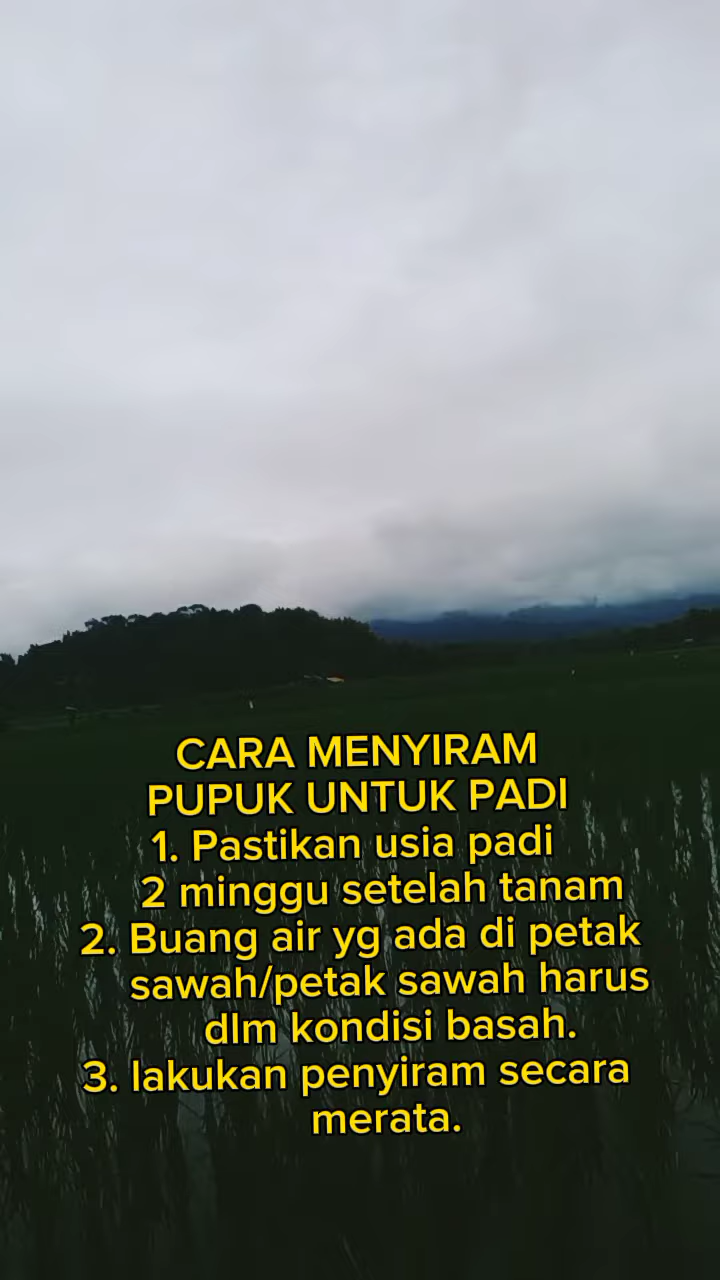 CARA MENYIRAM
PUPUK UNTUK PADI
1. Pastikan usia padi
2 minggu setelah tanam
2. Buang air yg ada di petak
sawah/petak sawah harus
dlm kondisi basah.
3. lakukan penyiram secara
merata.